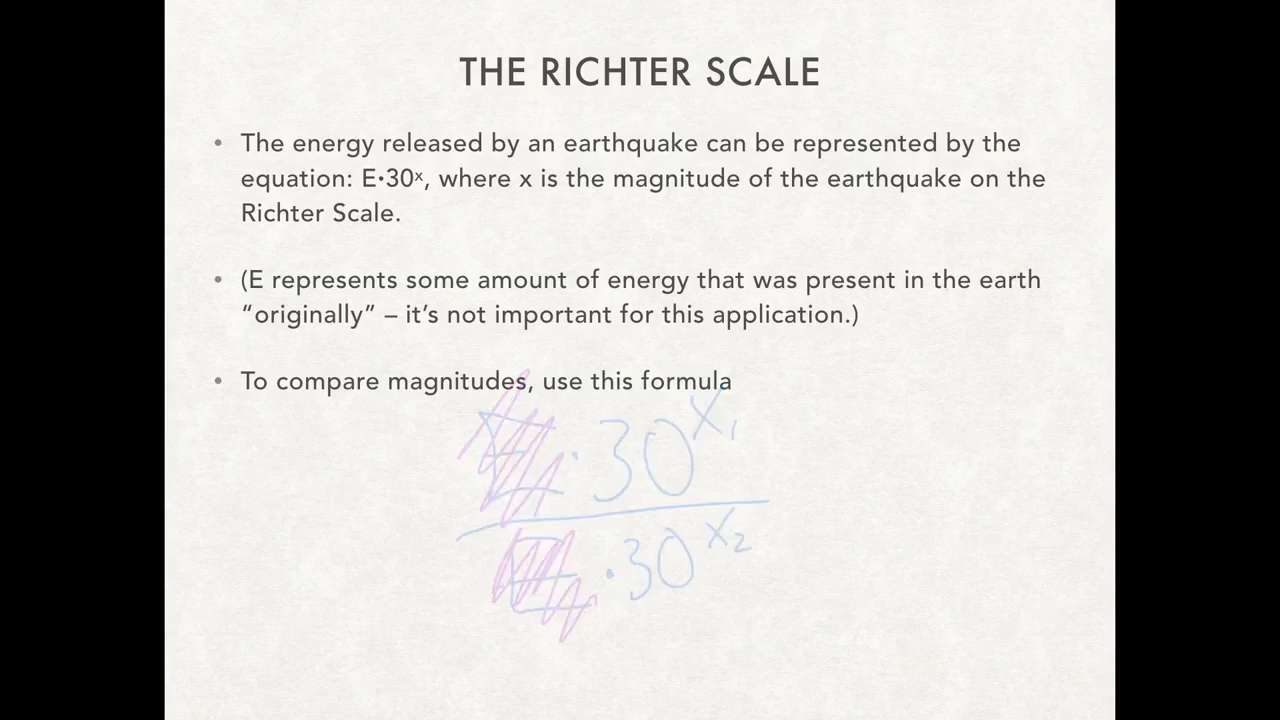 THE RICHTER SCALE
• The energy released by an earthquake can be represented by the
equation: E•30ˣ, where x is the magnitude of the earthquake on the
Richter Scale.
• (E represents some amount of energy that was present in the earth
“originally” – it’s not important for this application.)
• To compare magnitudes, use this formula
E · 30^x₁
E · 30^x₂